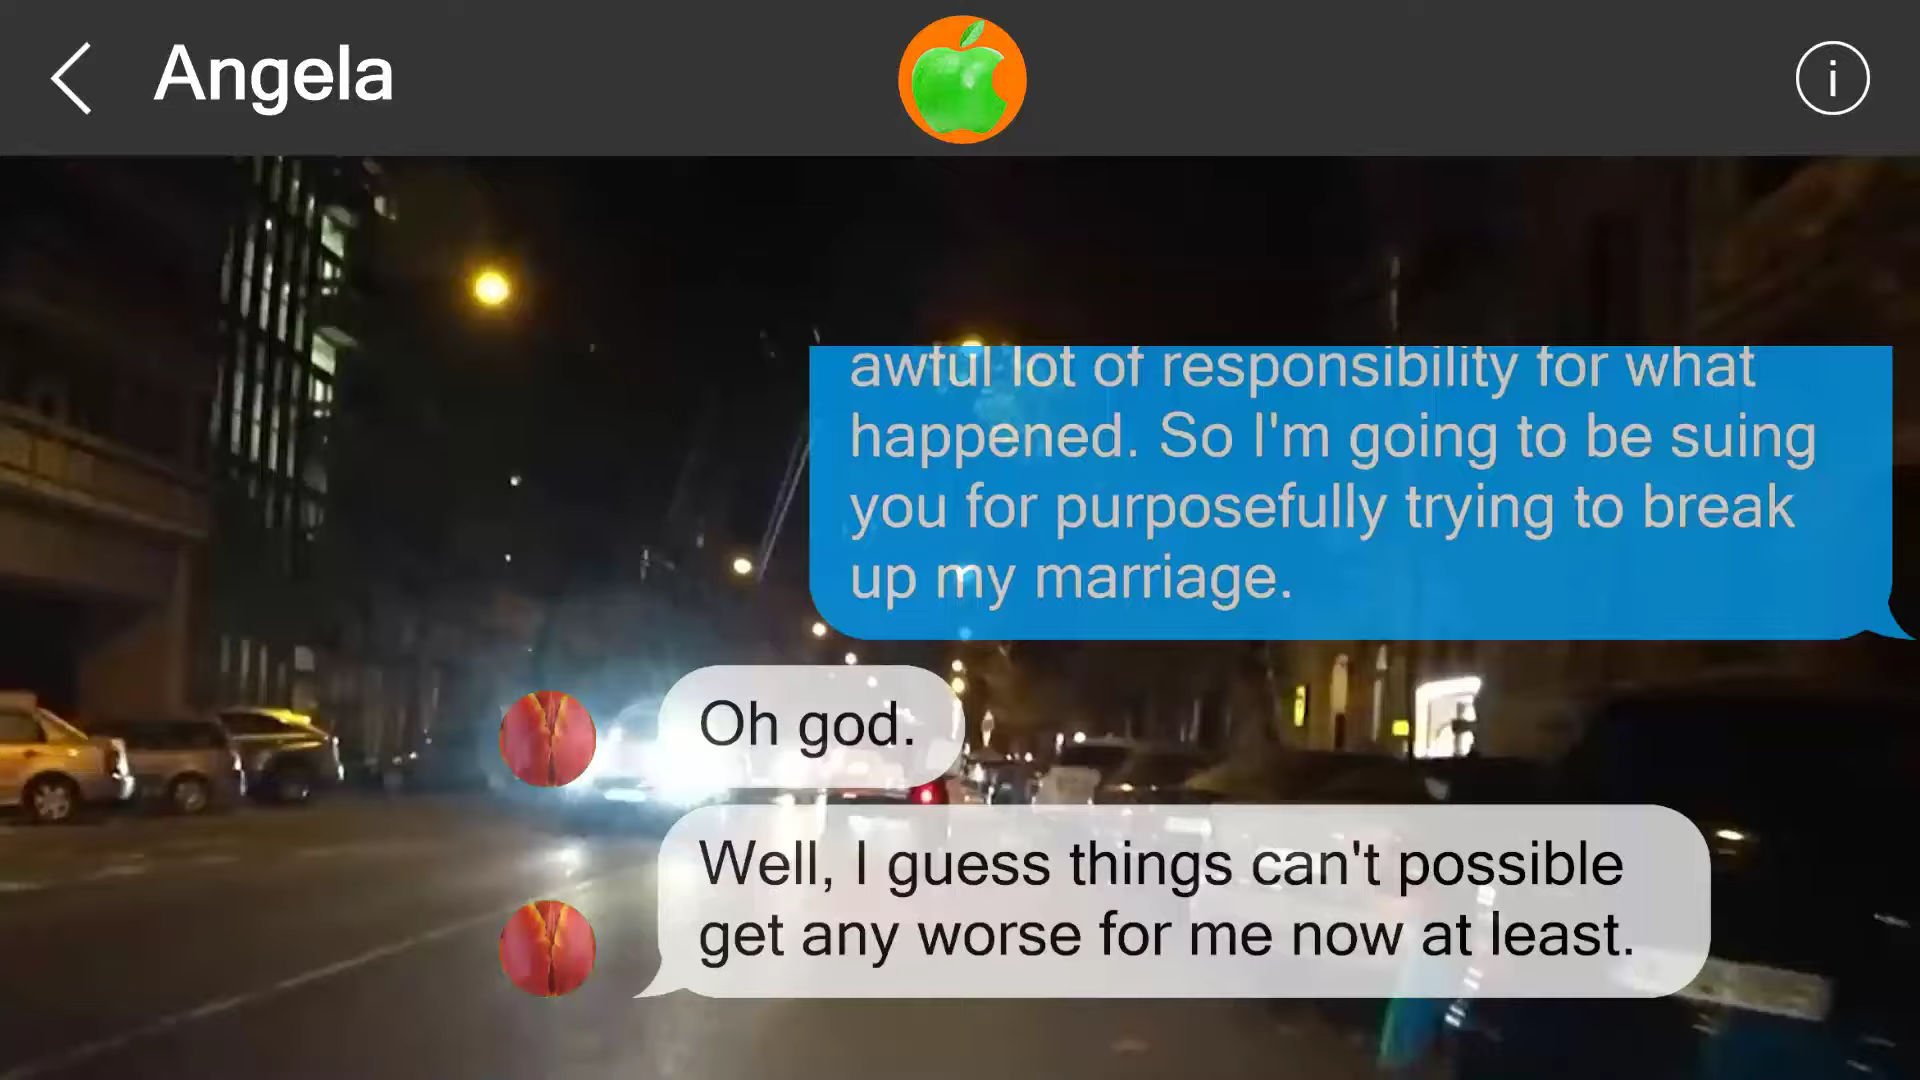 Angela
i
awful lot of responsibility for what
happened. So I'm going to be suing
you for purposefully trying to break
up my marriage.
Oh god.
Well, I guess things can't possible
get any worse for me now at least.